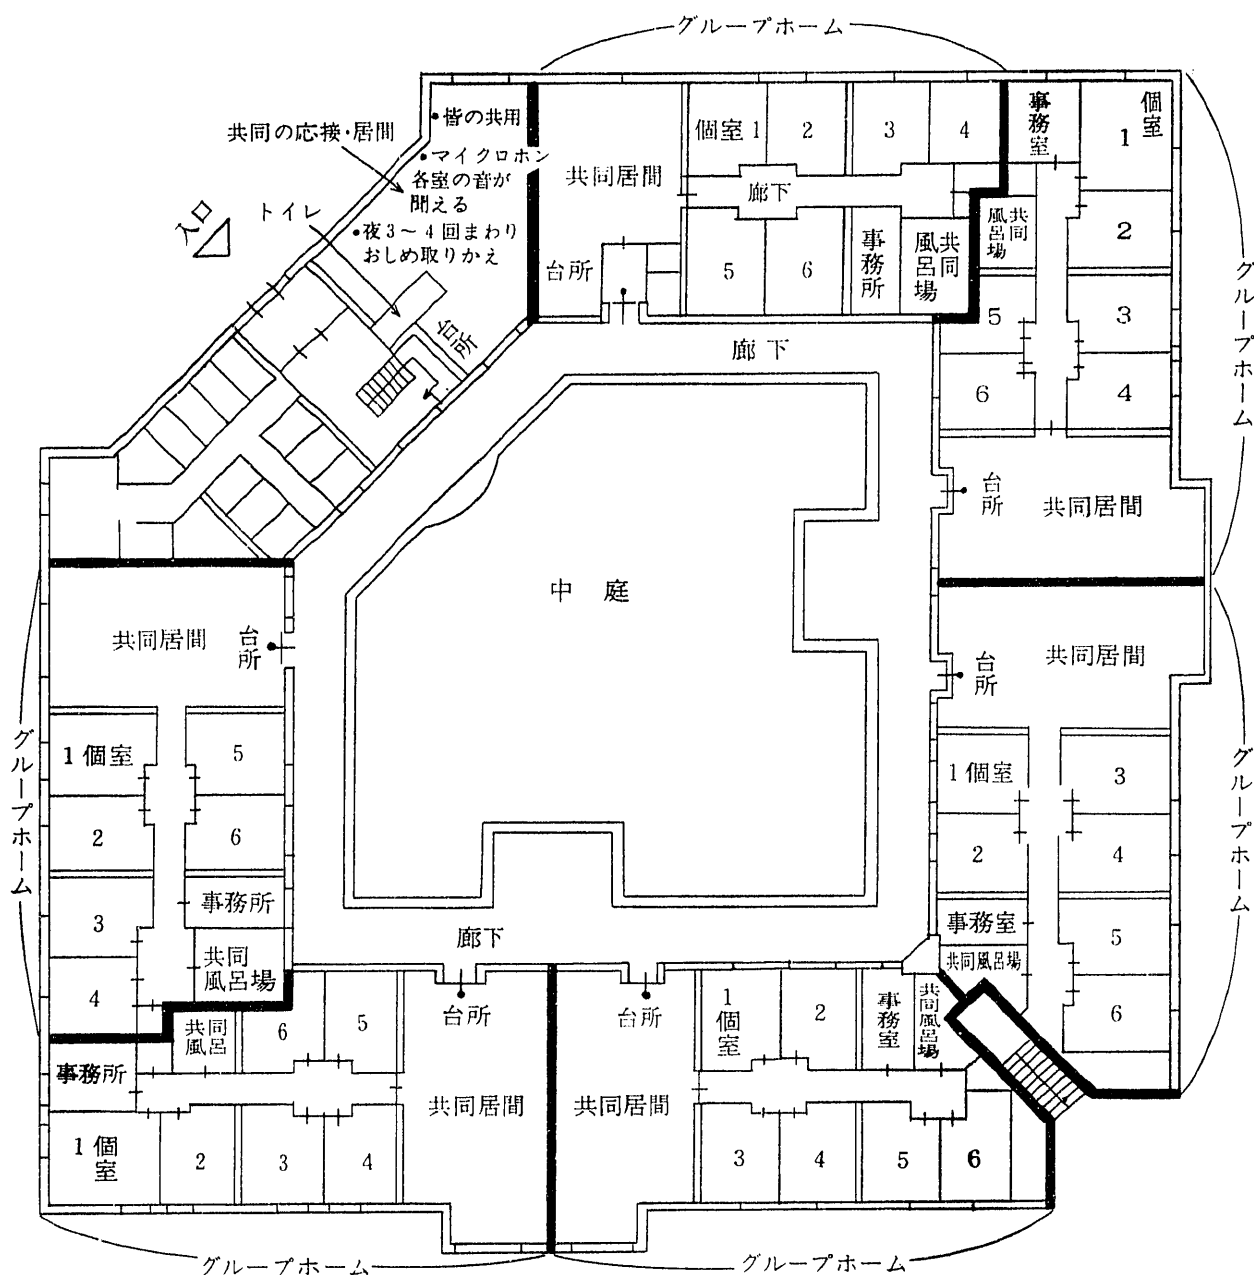 グループホーム
共同の応接・居間
・皆の共用
・マイクロホン
各室の音が
聞える
・夜3～4回まわり
おしめ取りかえ
入口
トイレ
台所
共同居間
台所
個室1
2
3
4
廊下
5
6
事務所
共同風呂場
事務室
個室
1
2
3
4
共同風呂場
5
6
台所
共同居間
グループホーム
廊下
中庭
台所
共同居間
1個室
2
3
4
事務室
5
共同風呂場
6
グループホーム
共同居間
台所
1個室
5
2
6
3
事務所
共同
風呂場
4
グループホーム
廊下
共同
風呂
6
5
台所
事務所
共同居間
1個室
2
3
4
グループホーム
台所
1個室
2
事務室
共同風呂場
共同居間
3
4
5
6
グループホーム